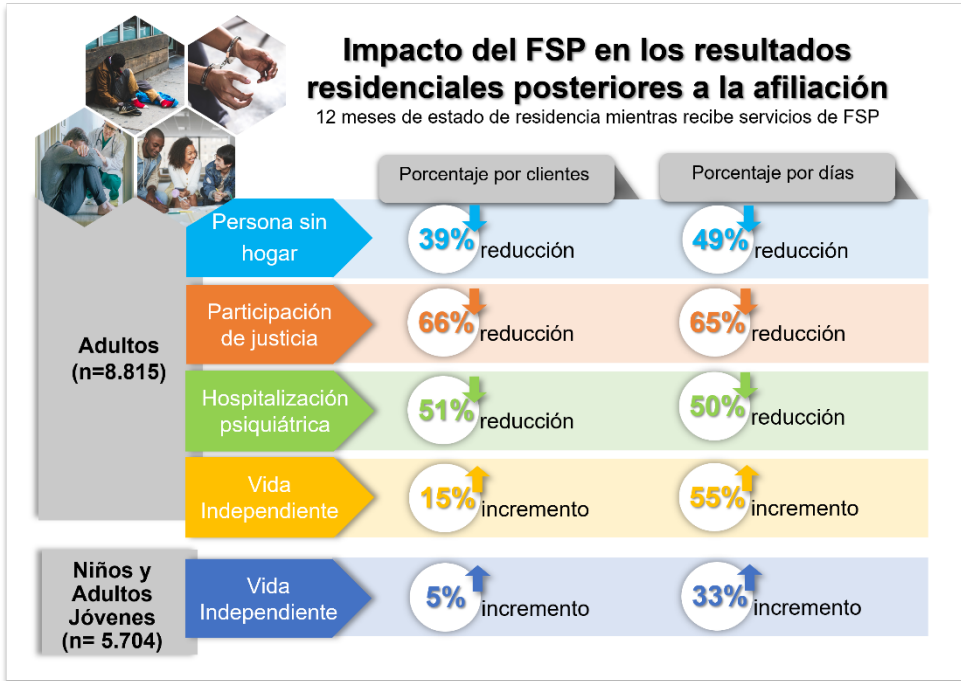 Impacto del FSP en los resultados
residenciales posteriores a la afiliación
12 meses de estado de residencia mientras recibe servicios de FSP
Porcentaje por clientes
Porcentaje por días
Adultos
(n=8.815)
Persona sin
hogar
39% reducción
49% reducción
Participación
de justicia
66% reducción
65% reducción
Hospitalización
psiquiátrica
51% reducción
50% reducción
Vida
Independiente
15% incremento
55% incremento
Niños y
Adultos
Jóvenes
(n= 5.704)
Vida
Independiente
5% incremento
33% incremento